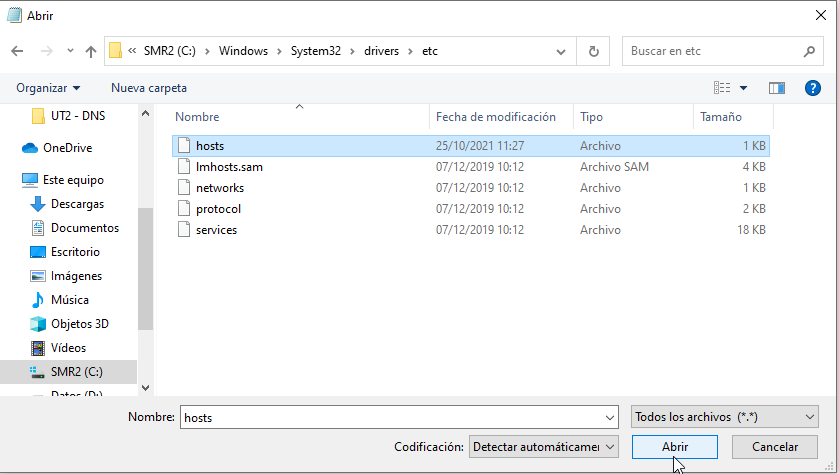 Abrir
« SMR2 (C:) > Windows > System32 > drivers > etc
Buscar en etc
Organizar
Nueva carpeta
Nombre Fecha de modificación Tipo Tamaño
hosts 25/10/2021 11:27 Archivo 1 KB
lmhosts.sam 07/12/2019 10:12 Archivo SAM 4 KB
networks 07/12/2019 10:12 Archivo 1 KB
protocol 07/12/2019 10:12 Archivo 2 KB
services 07/12/2019 10:12 Archivo 18 KB
UT2 - DNS
OneDrive
Este equipo
Descargas
Documentos
Escritorio
Imágenes
Música
Objetos 3D
Vídeos
SMR2 (C:)
Datos (D:)
Nombre: hosts
Todos los archivos (*.*)
Codificación: Detectar automáticamer
Abrir
Cancelar